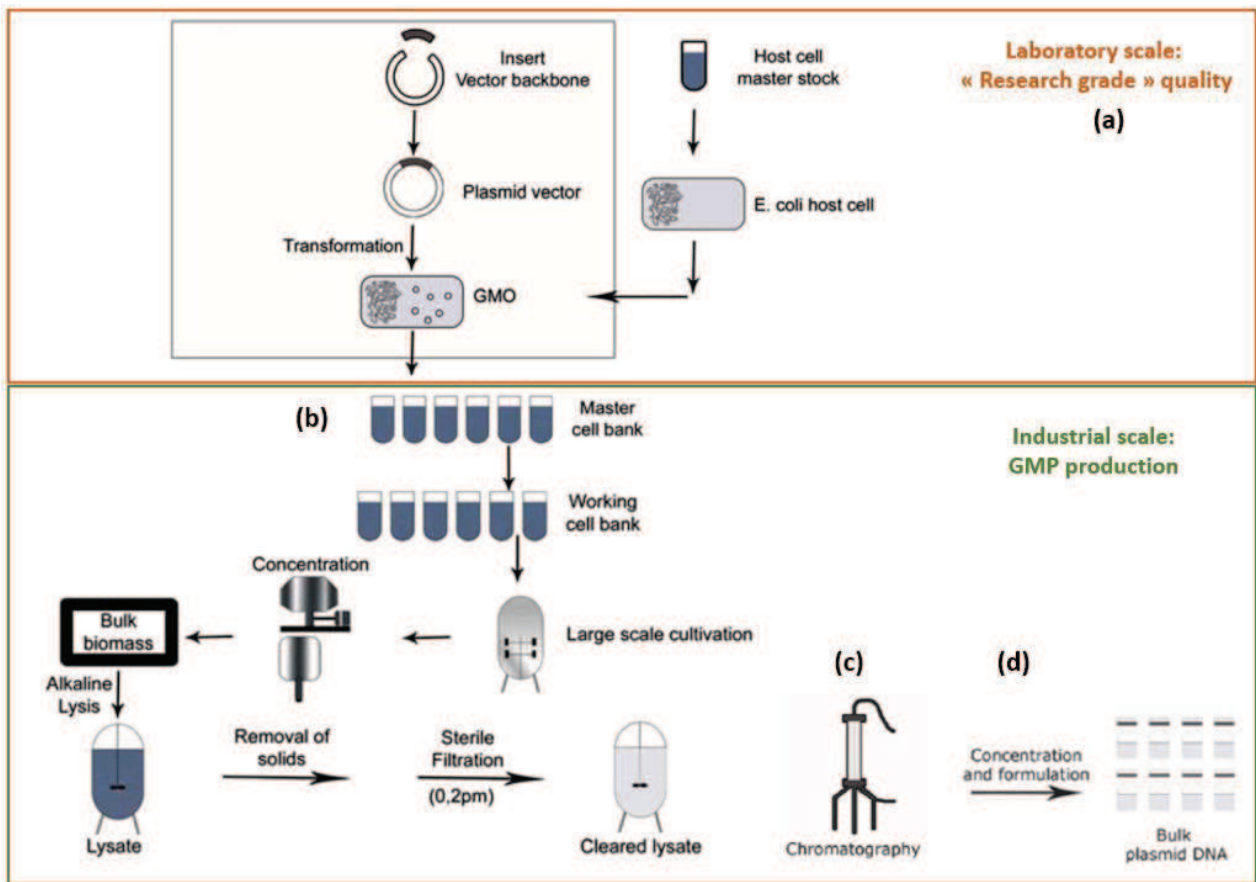 Insert
Vector backbone
Host cell
master stock
Laboratory scale:
« Research grade » quality
(a)
Plasmid vector
E. coli host cell
Transformation
GMO
(b)
Master
cell bank
Industrial scale:
GMP production
Working
cell bank
Concentration
Bulk
biomass
Large scale cultivation
(c)
(d)
Alkaline
Lysis
Removal of
solids
Sterile
Filtration
(0,2pm)
Concentration
and formulation
Lysate
Cleared lysate
Chromatography
Bulk
plasmid DNA